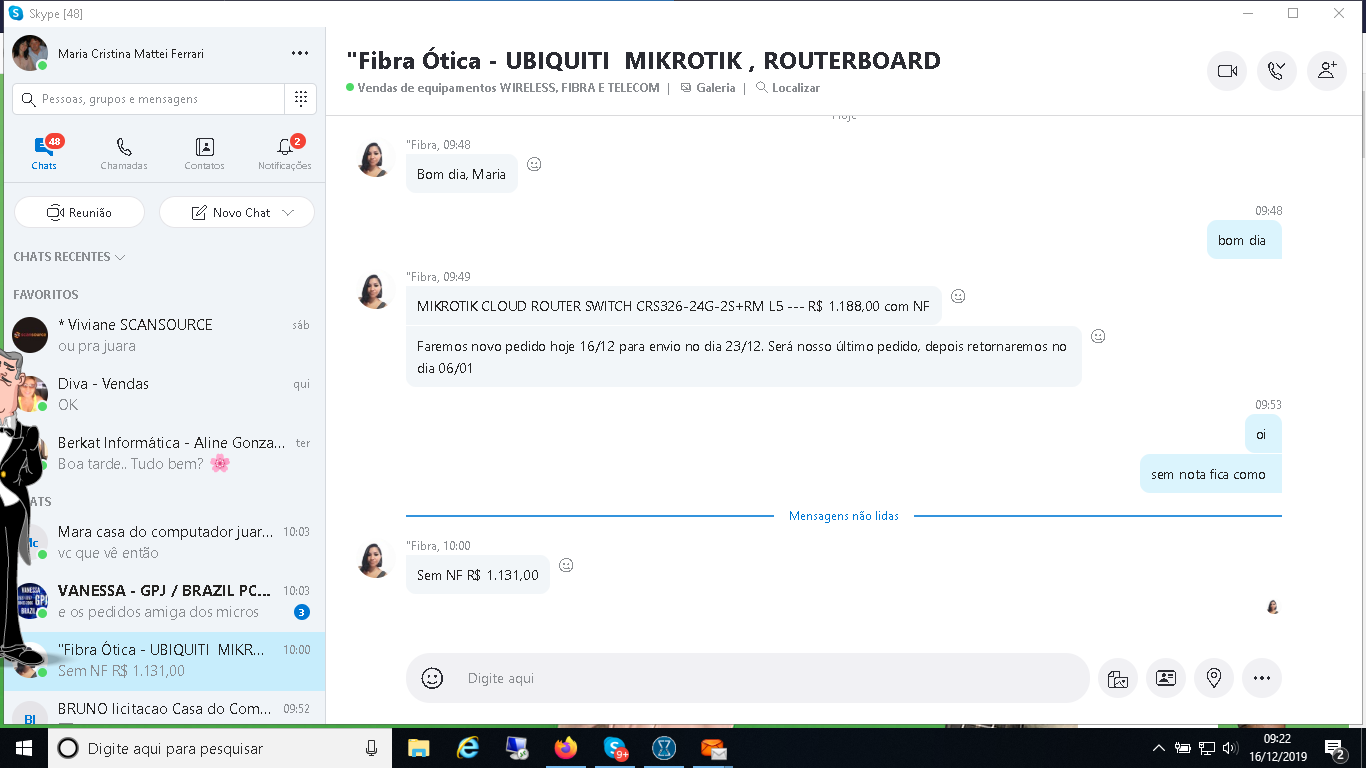 Skype [48]
Maria Cristina Mattei Ferrari
Pessoas, grupos e mensagens
48
2
Chats
Chamadas
Contatos
Notificações
Reunião
Novo Chat
CHATS RECENTES
FAVORITOS
* Viviane SCANSOURCE
sáb
ou pra juara
Diva - Vendas
qui
OK
Berkat Informática - Aline Gonza...
ter
Boa tarde.. Tudo bem?
ATS
Mara casa do computador juar...
10:03
vc que vê então
VANESSA - GPJ / BRAZIL PC...
10:03
e os pedidos amiga dos micros
3
"Fibra Ótica - UBIQUITI MIKR...
10:00
Sem NF R$ 1.131,00
BI
BRUNO licitacao Casa do Com...
09:52
"Fibra Ótica - UBIQUITI  MIKROTIK , ROUTERBOARD
Vendas de equipamentos WIRELESS, FIBRA E TELECOM | Galeria | Localizar
Hoje
"Fibra, 09:48
Bom dia, Maria
09:48
bom dia
"Fibra, 09:49
MIKROTIK CLOUD ROUTER SWITCH CRS326-24G-2S+RM L5 --- R$ 1.188,00 com NF
Faremos novo pedido hoje 16/12 para envio no dia 23/12. Será nosso último pedido, depois retornaremos no
dia 06/01
09:53
oi
sem nota fica como
Mensagens não lidas
"Fibra, 10:00
Sem NF R$ 1.131,00
Digite aqui
Digite aqui para pesquisar
9+
09:22
16/12/2019
2